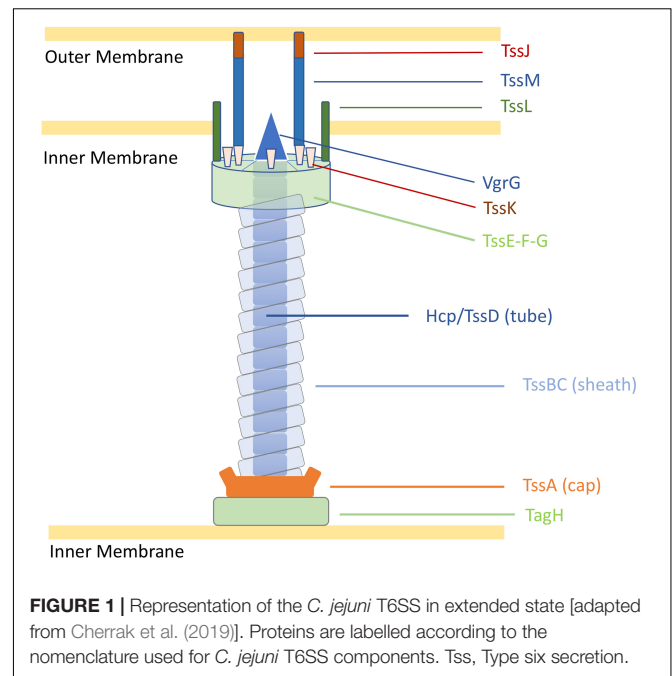 Outer Membrane
TssJ
TssM
TssL
Inner Membrane
VgrG
TssK
TssE-F-G
Hcp/TssD (tube)
TssBC (sheath)
TssA (cap)
TagH
Inner Membrane
FIGURE 1 | Representation of the C. jejuni T6SS in extended state [adapted
from Cherrak et al. (2019)]. Proteins are labelled according to the
nomenclature used for C. jejuni T6SS components. Tss, Type six secretion.